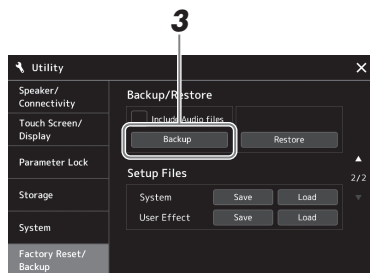 3
Utility
×
Speaker/
Connectivity
Touch Screen/
Display
Parameter Lock
Storage
System
Factory Reset/
Backup
Backup/Restore
Include Audio files
Backup
Restore
2/2
Setup Files
System
Save
Load
User Effect
Save
Load